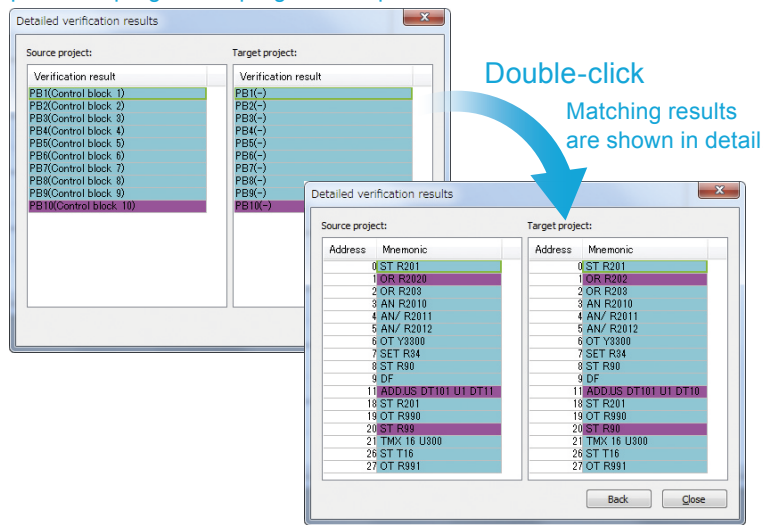 Detailed verification results
Source project:
Target project:
Verification result
Verification result
PB1(Control block 1)
PB1(-)
PB2(Control block 2)
PB2(-)
PB3(Control block 3)
PB3(-)
PB4(Control block 4)
PB4(-)
PB5(Control block 5)
PB5(-)
PB6(Control block 6)
PB6(-)
PB7(Control block 7)
PB7(-)
PB8(Control block 8)
PB8(-)
PB9(Control block 9)
PB9(-)
PB10(Control block 10)
PB10(-)
Double-click
Matching results
are shown in detail
Detailed verification results
Source project:
Target project:
Address Mnemonic
Address Mnemonic
0 ST R201
0 ST R201
1 OR R2020
1 OR R202
2 OR R203
2 OR R203
3 AN R2010
3 AN R2010
4 AN/ R2011
4 AN/ R2011
5 AN/ R2012
5 AN/ R2012
6 OT Y3300
6 OT Y3300
7 SET R34
7 SET R34
8 ST R90
8 ST R90
9 DF
9 DF
11 ADD.US DT101 U1 DT11
11 ADD.US DT101 U1 DT10
18 ST R201
18 ST R201
19 OT R990
19 OT R990
20 ST R99
20 ST R90
21 TMX 16 U300
21 TMX 16 U300
26 ST T16
26 ST T16
27 OT R991
27 OT R991
Back
Close